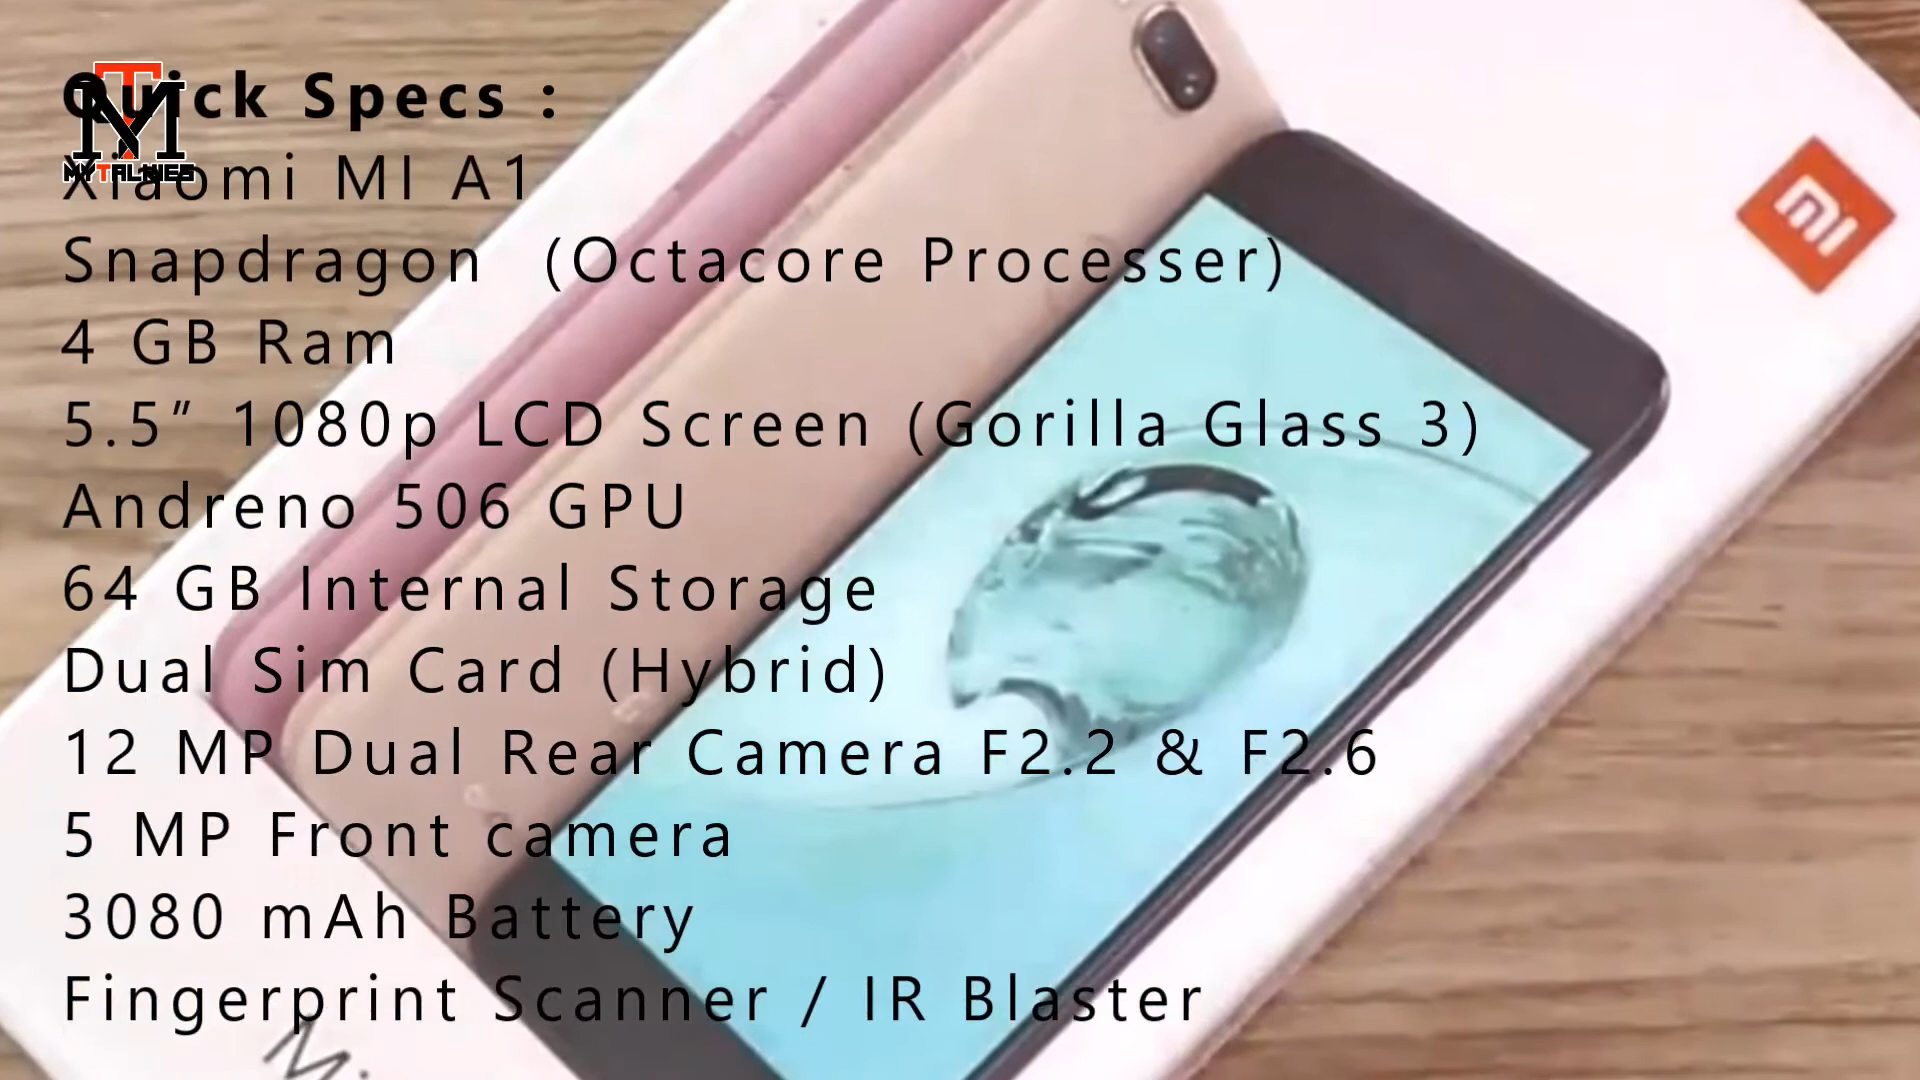 Quick Specs :
MYTALKIES
Xiaomi MI A1
Snapdragon (Octacore Processer)
4 GB Ram
5.5” 1080p LCD Screen (Gorilla Glass 3)
Andreno 506 GPU
64 GB Internal Storage
Dual Sim Card (Hybrid)
12 MP Dual Rear Camera F2.2 & F2.6
5 MP Front camera
3080 mAh Battery
Fingerprint Scanner / IR Blaster